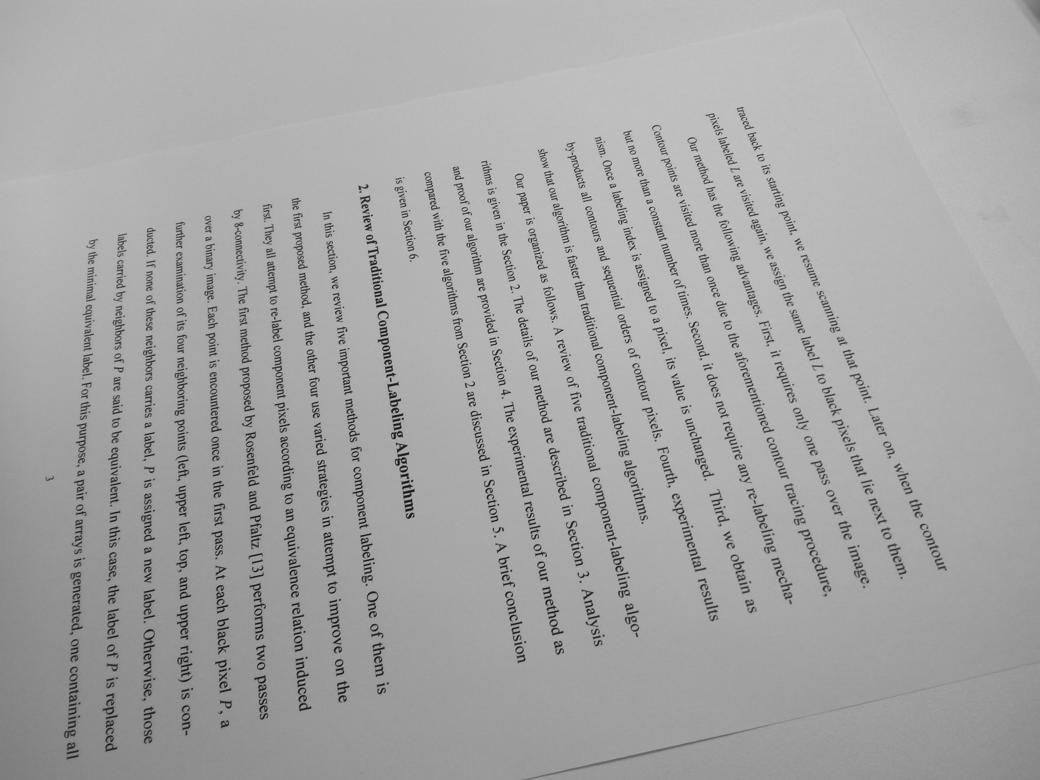 traced back to its starting point, we resume scanning at that point. Later on, when the contour
pixels labeled L are visited again, we assign the same label L to black pixels that lie next to them.
Our method has the following advantages. First, it requires only one pass over the image.
Contour points are visited more than once due to the aforementioned contour tracing procedure,
but no more than a constant number of times. Second, it does not require any re-labeling mecha-
nism. Once a labeling index is assigned to a pixel, its value is unchanged. Third, we obtain as
by-products all contours and sequential orders of contour pixels. Fourth, experimental results
show that our algorithm is faster than traditional component-labeling algorithms.
Our paper is organized as follows. A review of five traditional component-labeling algo-
rithms is given in the Section 2. The details of our method are described in Section 3. Analysis
and proof of our algorithm are provided in Section 4. The experimental results of our method as
compared with the five algorithms from Section 2 are discussed in Section 5. A brief conclusion
is given in Section 6.
2. Review of Traditional Component-Labeling Algorithms
In this section, we review five important methods for component labeling. One of them is
the first proposed method, and the other four use varied strategies in attempt to improve on the
first. They all attempt to re-label component pixels according to an equivalence relation induced
by 8-connectivity. The first method proposed by Rosenfeld and Pfaltz [13] performs two passes
over a binary image. Each point is encountered once in the first pass. At each black pixel P, a
further examination of its four neighboring points (left, upper left, top, and upper right) is con-
ducted. If none of these neighbors carries a label, P is assigned a new label. Otherwise, those
labels carried by neighbors of P are said to be equivalent. In this case, the label of P is replaced
by the minimal equivalent label. For this purpose, a pair of arrays is generated, one containing all
3